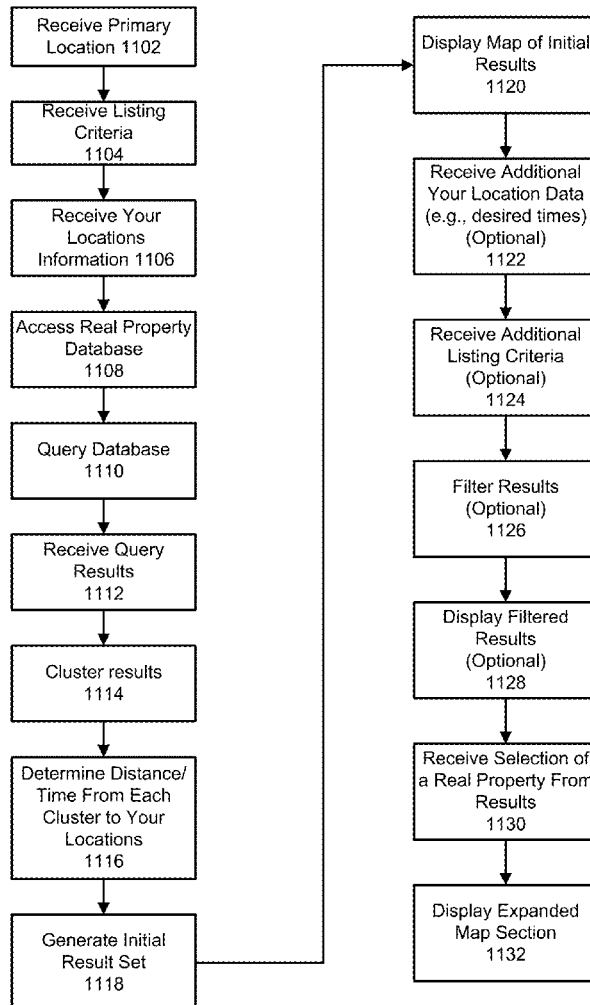 Receive Primary
Location 1102
Receive Listing
Criteria
1104
Receive Your
Locations
Information 1106
Access Real Property
Database
1108
Query Database
1110
Receive Query
Results
1112
Cluster results
1114
Determine Distance/
Time From Each
Cluster to Your
Locations
1116
Generate Initial
Result Set
1118
Display Map of Initial
Results
1120
Receive Additional
Your Location Data
(e.g., desired times)
(Optional)
1122
Receive Additional
Listing Criteria
(Optional)
1124
Filter Results
(Optional)
1126
Display Filtered
Results
(Optional)
1128
Receive Selection of
a Real Property From
Results
1130
Display Expanded
Map Section
1132